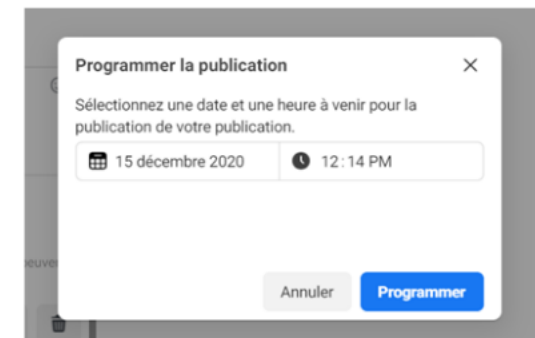 Programmer la publication
Sélectionnez une date et une heure à venir pour la
publication de votre publication.
15 décembre 2020 12:14 PM
Annuler Programmer